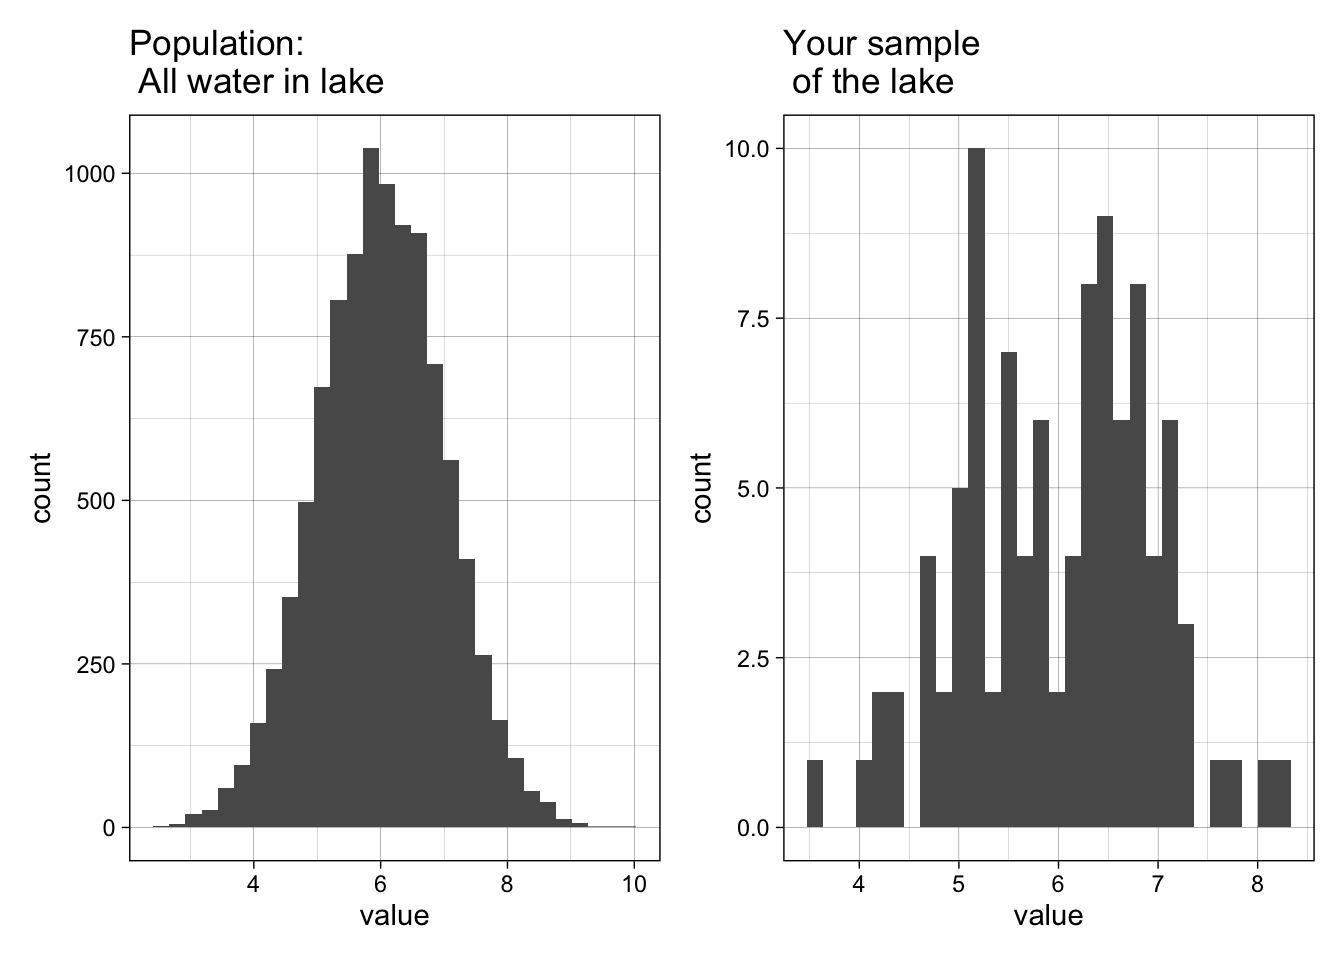 Population:
All water in lake
1000
750
500
250
0
count
4 6 8 10
value
Your sample
of the lake
10.0
7.5
5.0
2.5
0.0
count
4 5 6 7 8
value